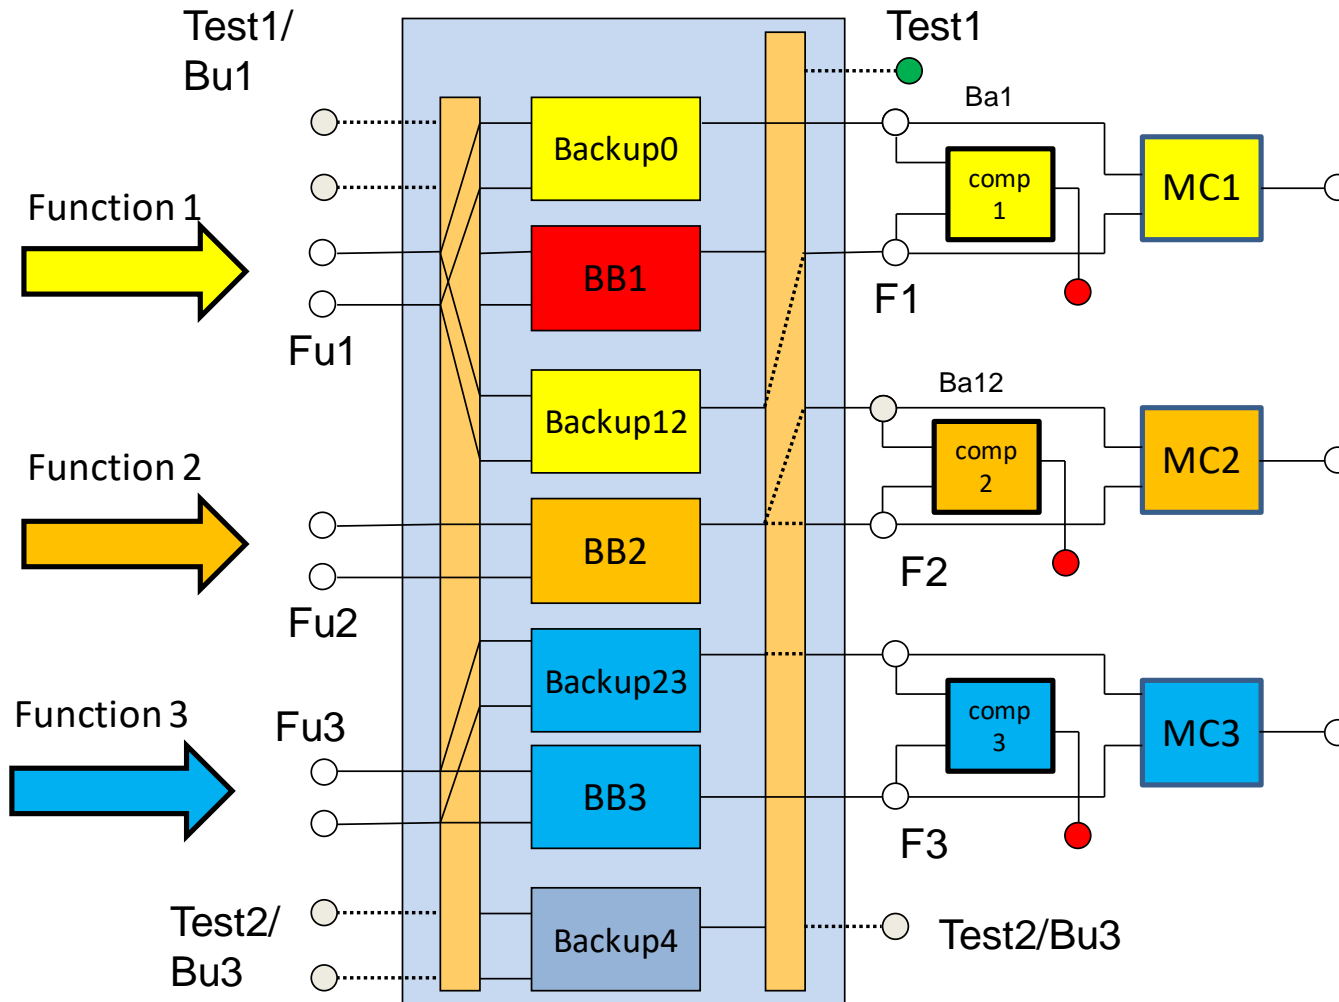 Test1/
Bu1
Test1
Ba1
Backup0
comp
1
MC1
Function 1
BB1
F1
Fu1
Ba12
Backup12
comp
2
MC2
Function 2
BB2
F2
Fu2
Backup23
comp
3
MC3
Function 3
Fu3
BB3
F3
Test2/
Bu3
Backup4
Test2/Bu3